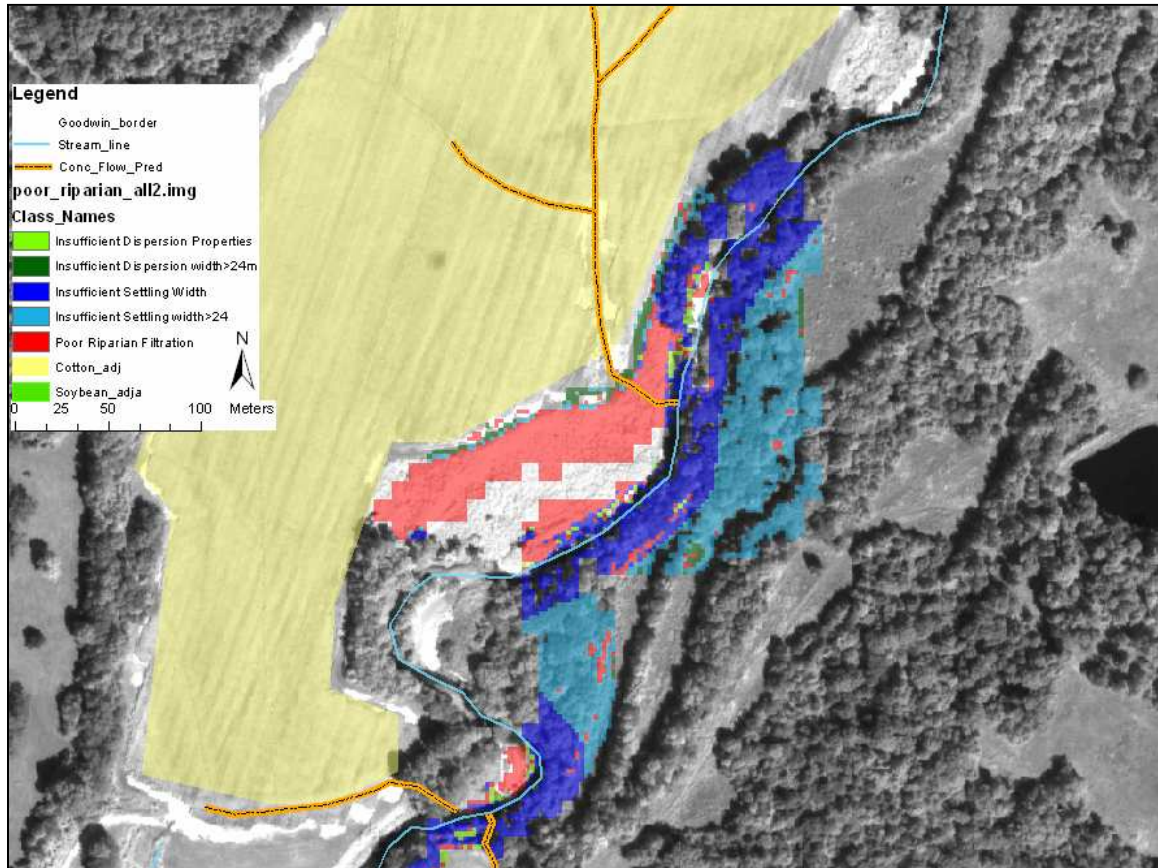 Legend
Goodwin_border
Stream_line
Conc_Flow_Pred
poor_riparian_all2.img
Class_Names
Insufficient Dispersion Properties
Insufficient Dispersion width>24m
Insufficient Settling Width
Insufficient Settling width>24
Poor Riparian Filtration
N
Cotton_adj
Soybean_adja
0 25 50 100 Meters